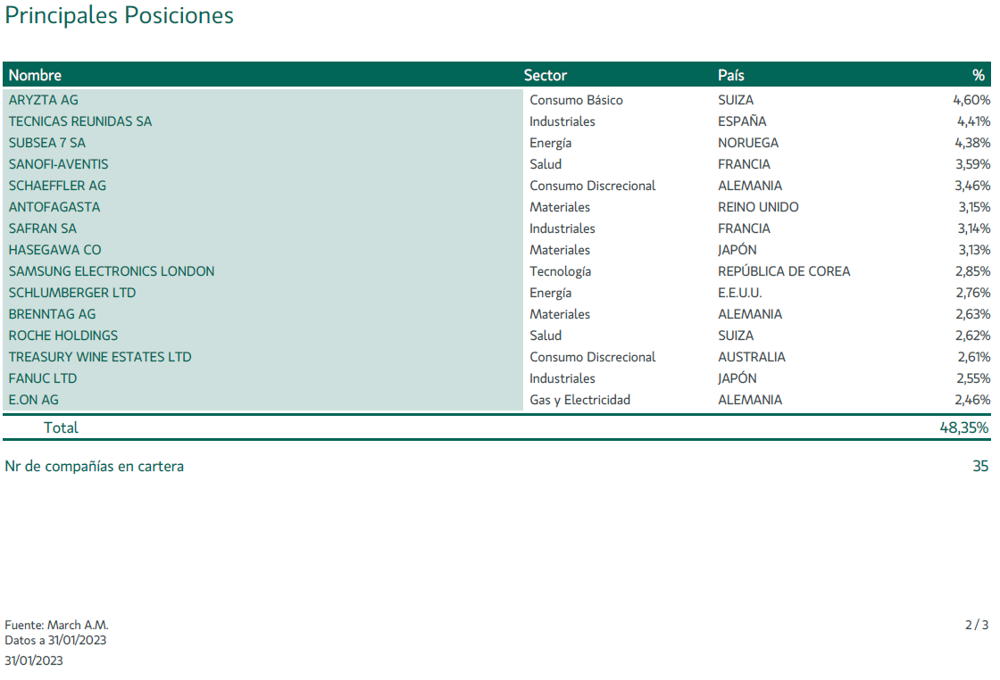 Principales Posiciones
Nombre Sector País %
ARYZTA AG Consumo Básico SUIZA 4,60%
TECNICAS REUNIDAS SA Industriales ESPAÑA 4,41%
SUBSEA 7 SA Energía NORUEGA 4,38%
SANOFI-AVENTIS Salud FRANCIA 3,59%
SCHAEFFLER AG Consumo Discrecional ALEMANIA 3,46%
ANTOFAGASTA Materiales REINO UNIDO 3,15%
SAFRAN SA Industriales FRANCIA 3,14%
HASEGAWA CO Materiales JAPÓN 3,13%
SAMSUNG ELECTRONICS LONDON Tecnología REPÚBLICA DE COREA 2,85%
SCHLUMBERGER LTD Energía E.E.U.U. 2,76%
BRENNTAG AG Materiales ALEMANIA 2,63%
ROCHE HOLDINGS Salud SUIZA 2,62%
TREASURY WINE ESTATES LTD Consumo Discrecional AUSTRALIA 2,61%
FANUC LTD Industriales JAPÓN 2,55%
E.ON AG Gas y Electricidad ALEMANIA 2,46%
Total 48,35%
Nr de compañías en cartera 35
Fuente: March A.M. 2 / 3
Datos a 31/01/2023
31/01/2023